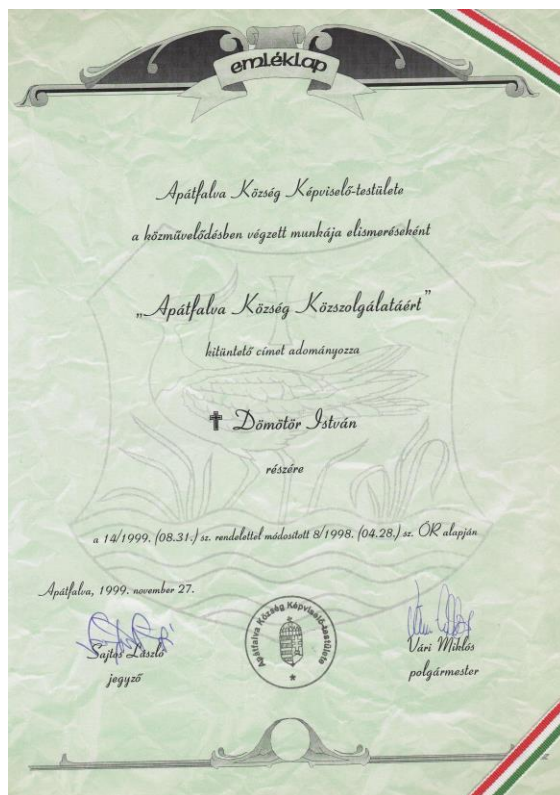 emléklap
Apátfalva Község Képviselő-testülete
a közművelődésben végzett munkája elismeréseként
„Apátfalva Község Közszolgálatáért”
kitüntető címet adományozza
✝ Dömötör István
részére
a 14/1999. (08.31.) sz. rendelettel módosított 8/1998. (04.28.) sz. ÖR alapján
Apátfalva, 1999. november 27.
Apátfalva Község Képviselő-testülete
*
Sajtos László
jegyző
Vári Miklós
polgármester